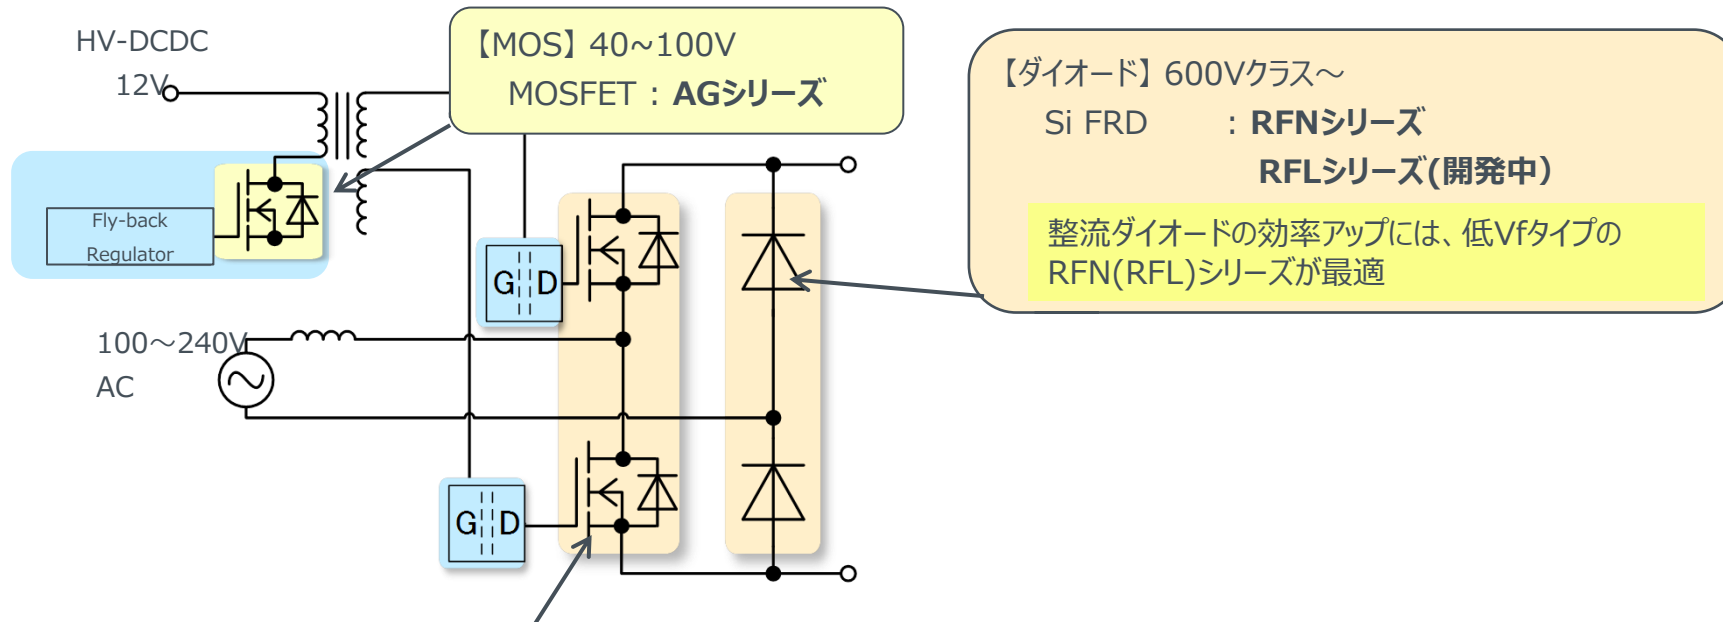 HV-DCDC
12V
【MOS】 40~100V
MOSFET : AGシリーズ
【ダイオード】 600Vクラス～
Si FRD : RFNシリーズ
RFLシリーズ(開発中)
整流ダイオードの効率アップには、低Vfタイプの
RFN(RFL)シリーズが最適
Fly-back
Regulator
G D
100～240V
AC
G D